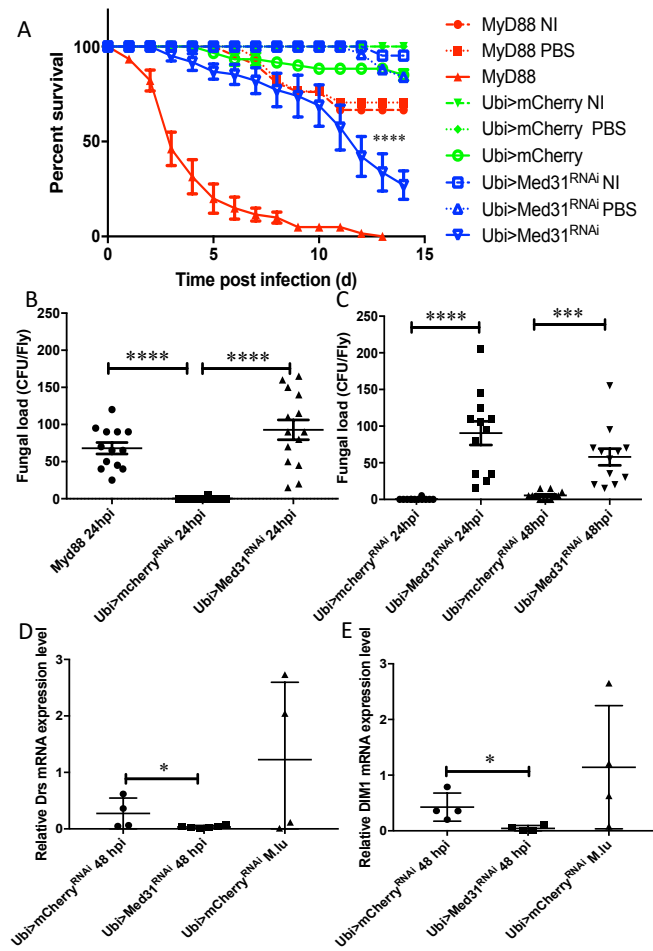 A
Percent survival
100
50
0
0
5
10
15
Time post infection (d)
****
MyD88 NI
MyD88 PBS
MyD88
Ubi>mCherry NI
Ubi>mCherry PBS
Ubi>mCherry
Ubi>Med31RNAi NI
Ubi>Med31RNAi PBS
Ubi>Med31RNAi
B
Fungal load (CFU/Fly)
250
200
150
100
50
0
****
****
Myd88 24hpi
Ubi>mcherryRNAi 24hpi
Ubi>Med31RNAi 24hpi
C
Fungal load (CFU/Fly)
250
200
150
100
50
0
****
***
Ubi>mcherryRNAi 24hpi
Ubi>Med31RNAi 24hpi
Ubi>mcherryRNAi 48hpi
Ubi>Med31RNAi 48hpi
D
Relative Drs mRNA expression level
3
2
1
0
*
Ubi>mCherryRNAi 48 hpi
Ubi>Med31RNAi 48 hpi
Ubi>mCherryRNAi M.lu
E
Relative DIM1 mRNA expression level
3
2
1
0
*
Ubi>mCherryRNAi 48 hpi
Ubi>Med31RNAi 48 hpi
Ubi>mCherryRNAi M.lu